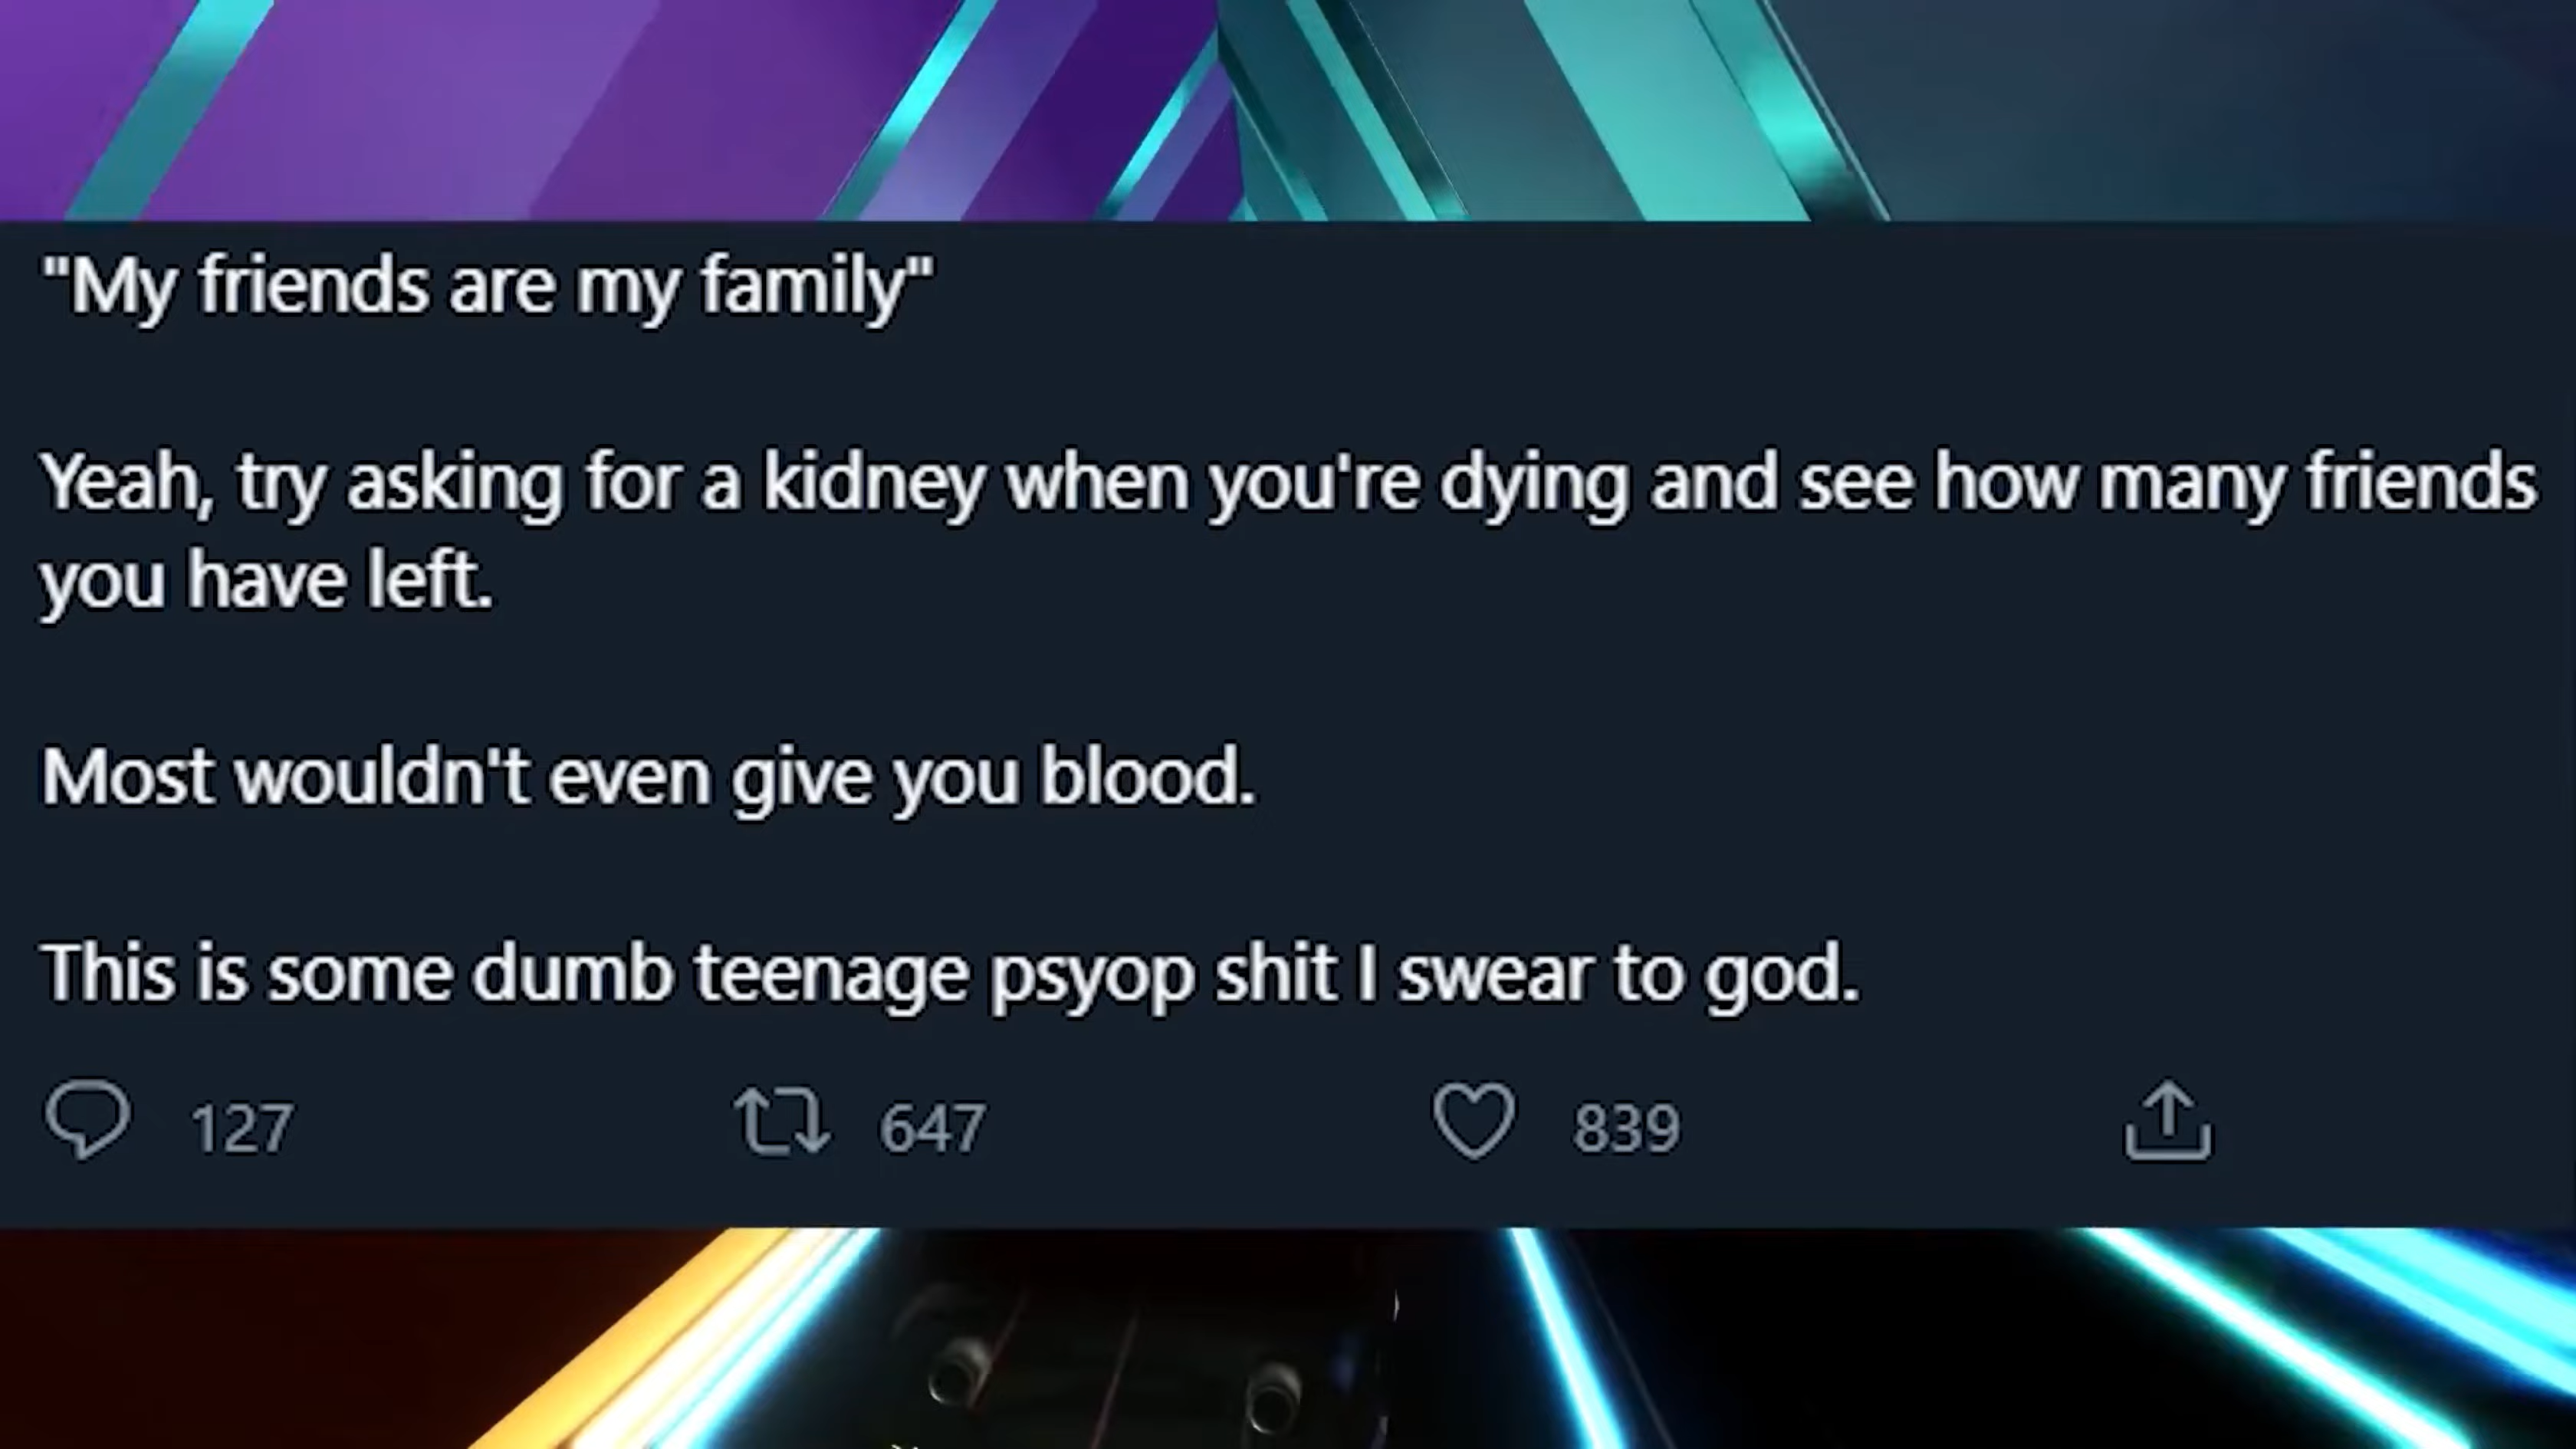 "My friends are my family"
Yeah, try asking for a kidney when you're dying and see how many friends
you have left.
Most wouldn't even give you blood.
This is some dumb teenage psyop shit I swear to god.
127 647 839